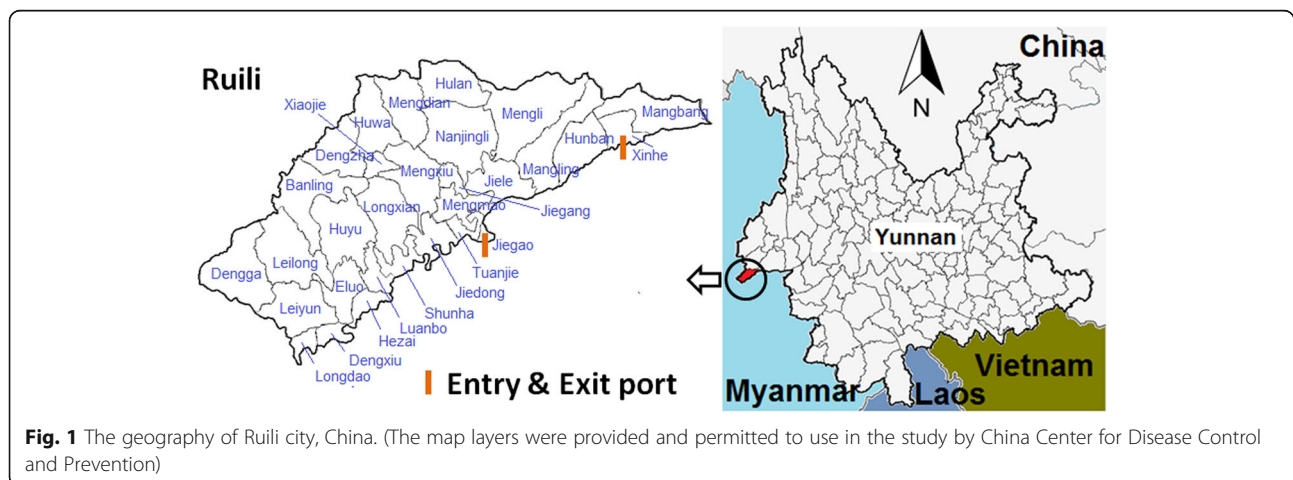 Ruili
Hulan
Mengdian
Xiaojie
Mengli
Mangbang
Huwa
Nanjingli
Hunban
Xinhe
Dengzha
Mengxiu
Mangling
Jiele
Banling
Longxian
Mengmao
Jiegang
Huyu
Jiegao
Leilong
Dengga
Tuanjie
Eluo
Jiedong
Leiyun
Shunha
Luanbo
Hezai
Dengxiu
Longdao
Entry & Exit port
China
N
Yunnan
Vietnam
Myanmar
Laos
Fig. 1 The geography of Ruili city, China. (The map layers were provided and permitted to use in the study by China Center for Disease Control
and Prevention)